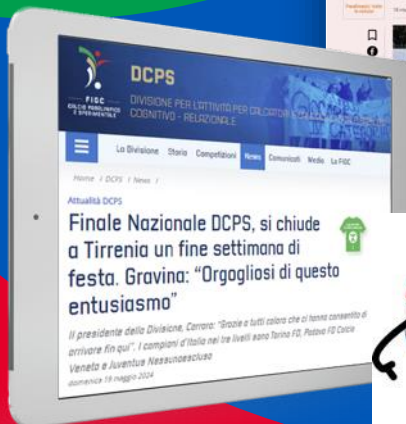 FIGC
CALCIO PARALIMPICO
E SPERIMENTALE
DCPS
DIVISIONE PER L'ATTIVITÀ PER CALCIATORI
COGNITIVO - RELAZIONALE
La Divisione Storia Competizioni News Comunicati Media La FIGC
Home / DCPS / News /
Attualità DCPS
Finale Nazionale DCPS, si chiude
a Tirrenia un fine settimana di
festa. Gravina: “Orgogliosi di questo
entusiasmo”
Il presidente della Divisione, Carraro: “Grazie a tutti coloro che ci hanno consentito di
arrivare fin qui”. I campioni d'Italia nei tre livelli sono Torino FD, Padova FD Calcio
Veneto e Juventus Nessunoescluso
domenica 19 maggio 2024